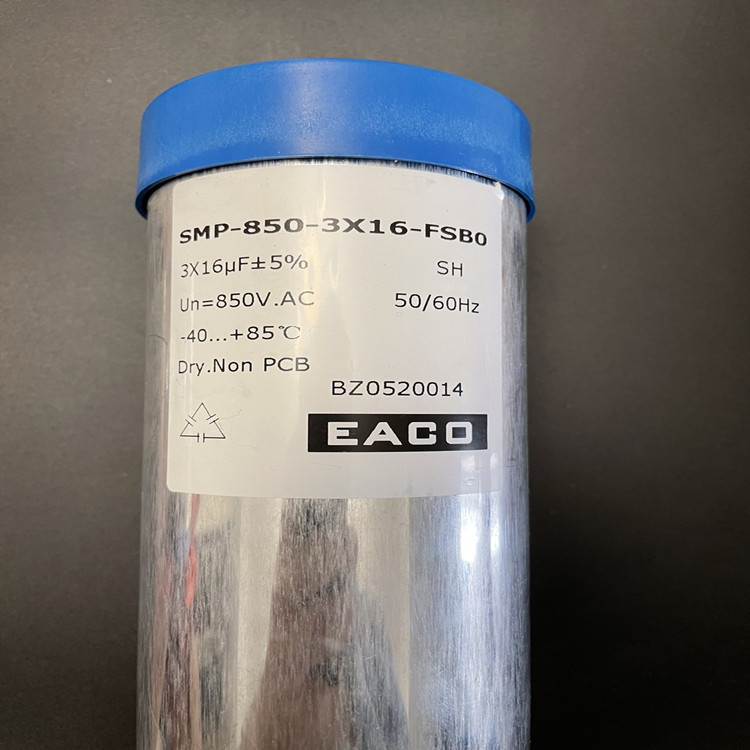 SMP-850-3X16-FSB0
3X16µF±5% SH
Un=850V.AC 50/60Hz
-40...+85℃
Dry.Non PCB
BZ0520014
EACO